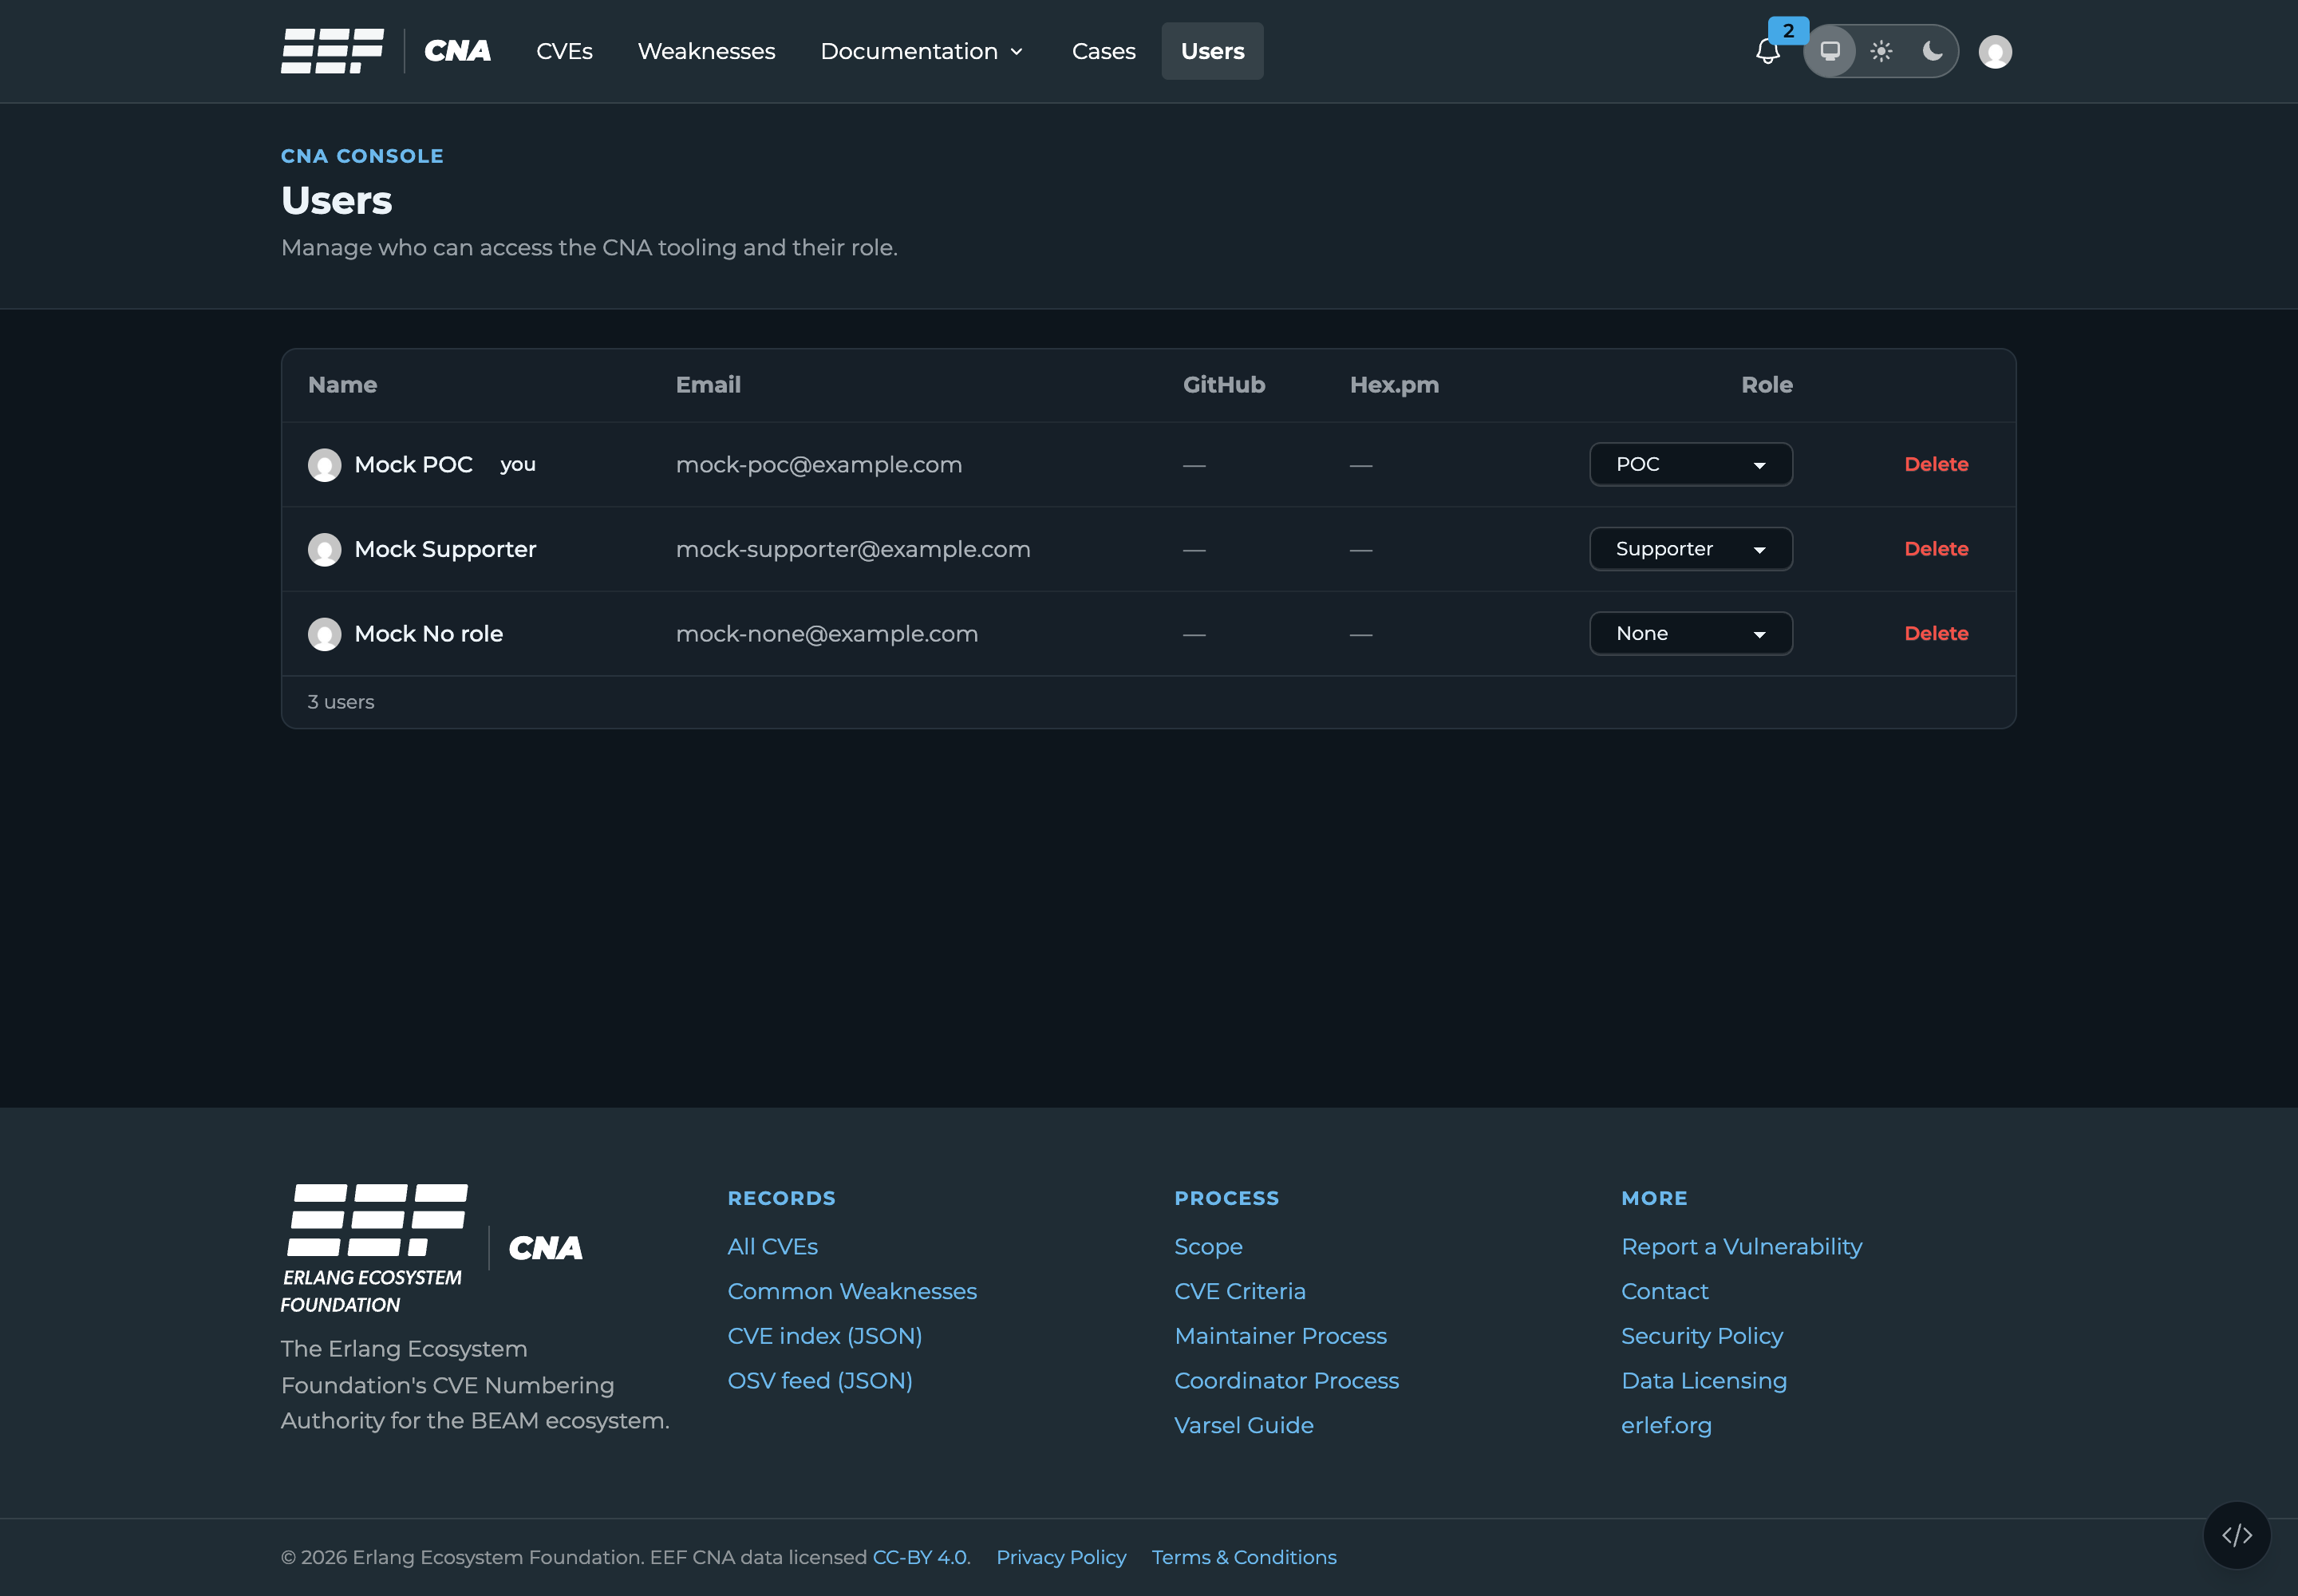 CNA CVEs Weaknesses Documentation Cases Users 2
CNA CONSOLE
Users
Manage who can access the CNA tooling and their role.
Name Email GitHub Hex.pm Role
Mock POC you mock-poc@example.com — — POC Delete
Mock Supporter mock-supporter@example.com — — Supporter Delete
Mock No role mock-none@example.com — — None Delete
3 users
EEF CNA
ERLANG ECOSYSTEM
FOUNDATION
The Erlang Ecosystem
Foundation's CVE Numbering
Authority for the BEAM ecosystem.
RECORDS
All CVEs
Common Weaknesses
CVE index (JSON)
OSV feed (JSON)
PROCESS
Scope
CVE Criteria
Maintainer Process
Coordinator Process
Varsel Guide
MORE
Report a Vulnerability
Contact
Security Policy
Data Licensing
erlef.org
© 2026 Erlang Ecosystem Foundation. EEF CNA data licensed CC-BY 4.0. Privacy Policy Terms & Conditions